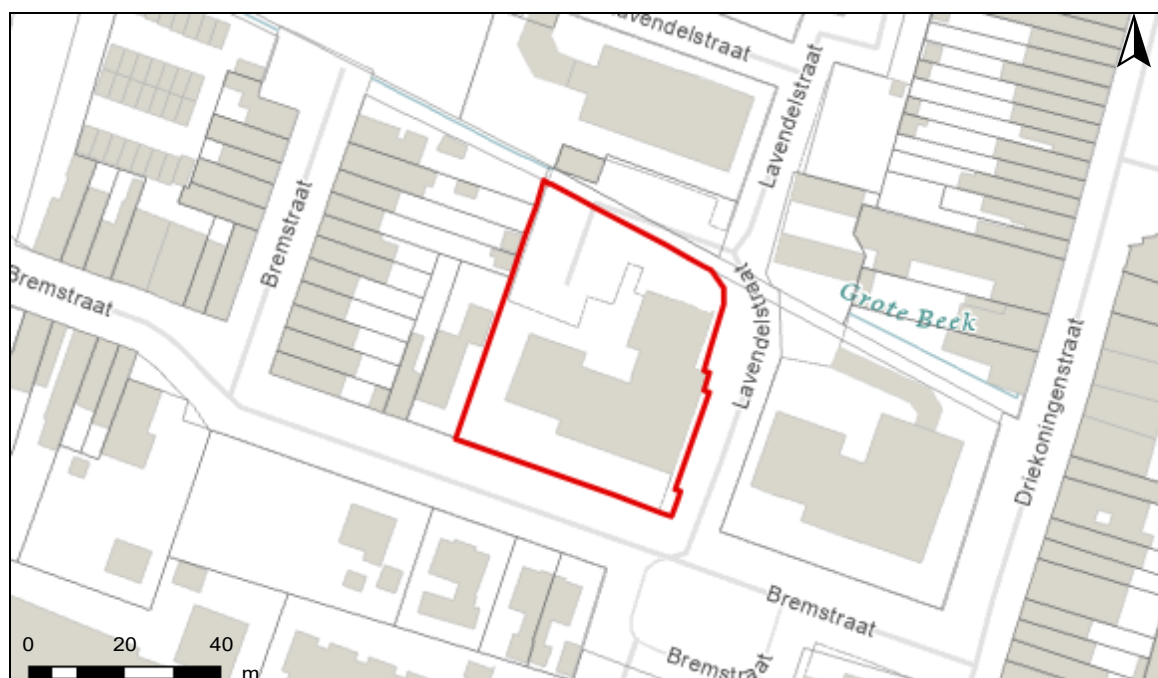 Lavendelstraat
Lavendelstraat
Bremstraat
Bremstraat
Lavendelstraat
Grote Beek
Driekoningenstraat
Bremstraat
Bremstraat
0 20 40
m